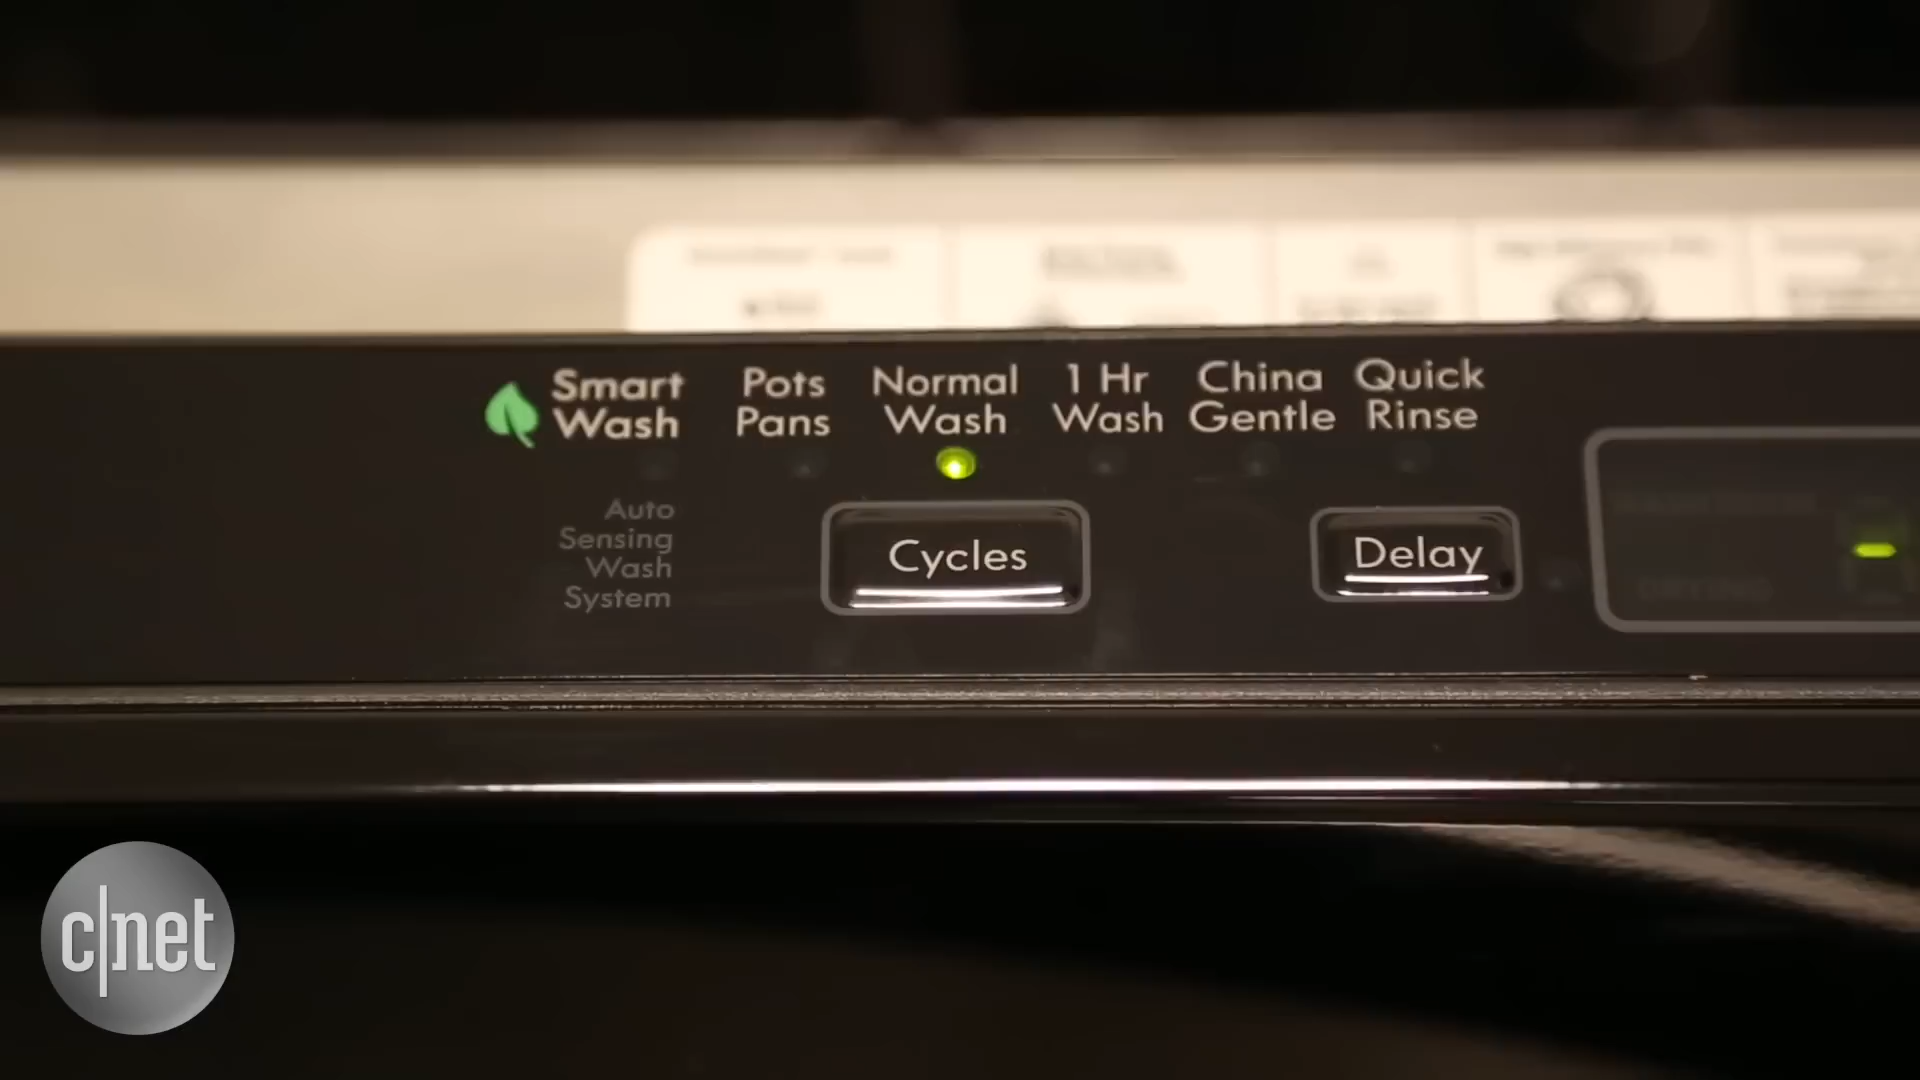 Smart
Wash
Pots
Pans
Normal
Wash
1 Hr
Wash
China
Gentle
Quick
Rinse
Auto
Sensing
Wash
System
Cycles
Delay
c|net